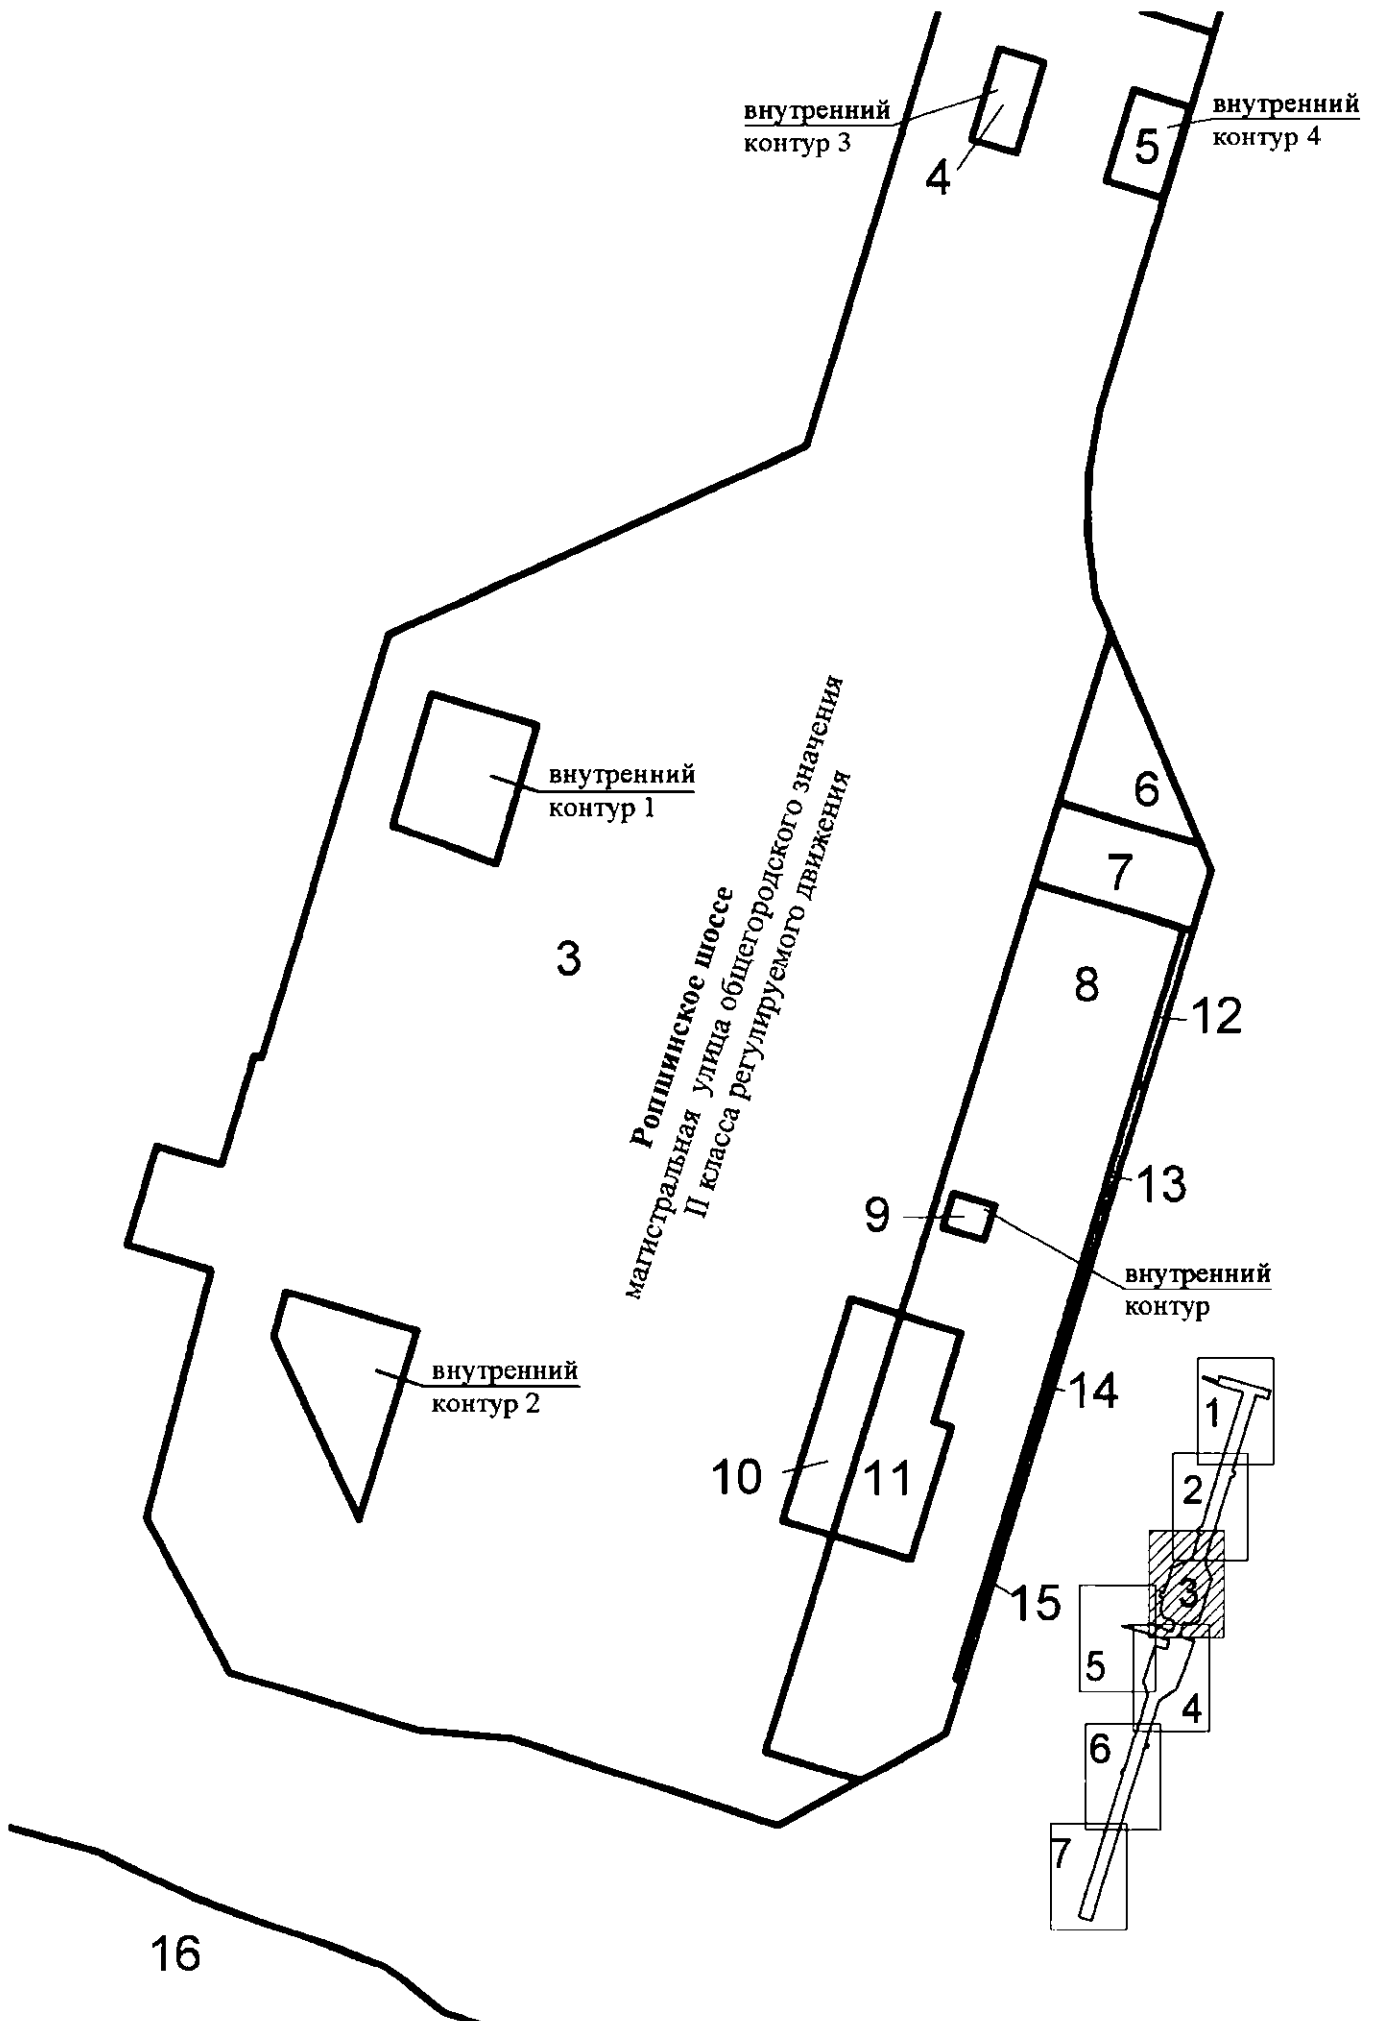 внутренний
контур 3
4
5
внутренний
контур 4
6
внутренний
контур 1
7
3
Ропшинское шоссе
магистральная улица общегородского значения
II класса регулируемого движения
8
12
13
9
внутренний
контур
внутренний
контур 2
14
10
11
15
1
2
3
5
4
6
7
16